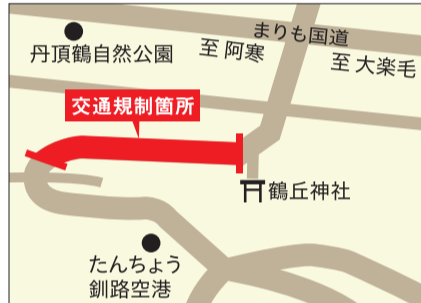 まりも国道
丹頂鶴自然公園
至 阿寒
至 大楽毛
交通規制箇所
鶴丘神社
たんちょう
釧路空港